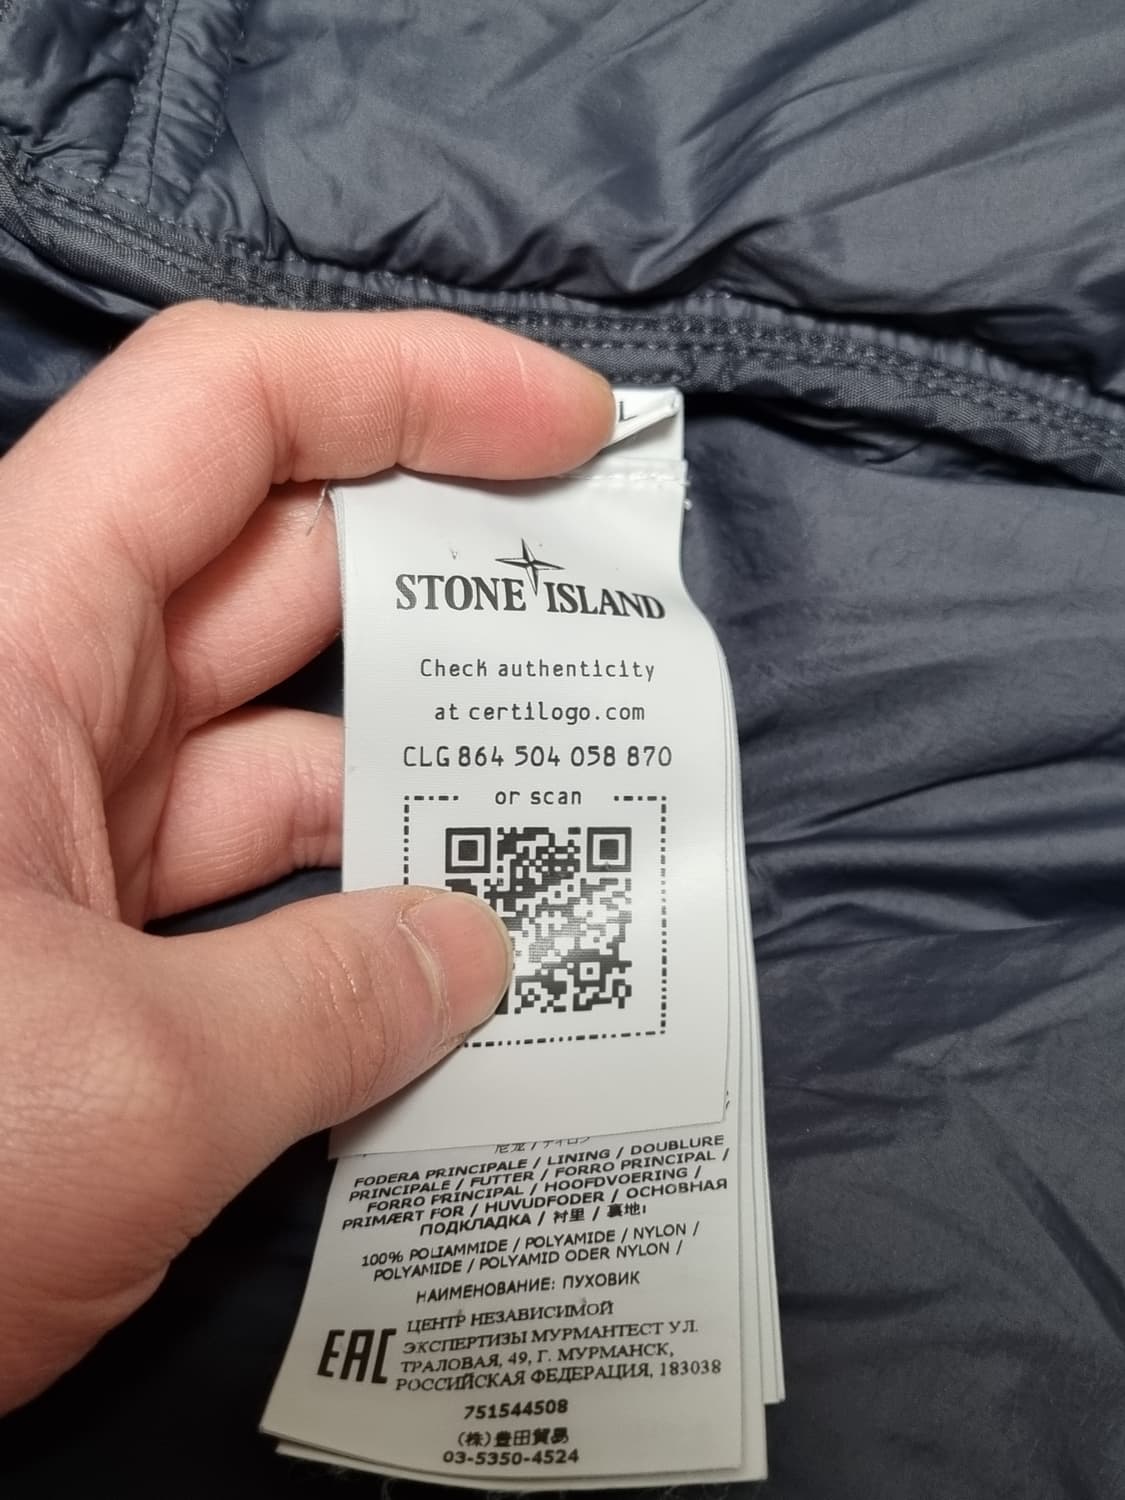 L
STONE ISLAND
Check authenticity
at certilogo.com
CLG 864 504 058 870
or scan
FODERA PRINCIPALE / LINING / DOUBLURE
PRINCIPALE / FUTTER / FORRO PRINCIPAL /
FORRO PRINCIPAL / HOOFDVOERING /
PRIMÆRT FOR / HUVUDFODER / ОСНОВНАЯ
ПОДКЛАДКА / 衬里 / 裏地:
100% POLIAMMIDE / POLYAMIDE / NYLON /
POLYAMIDE / POLYAMID ODER NYLON /
НАИМЕНОВАНИЕ: ПУХОВИК
EAC
ЦЕНТР НЕЗАВИСИМОЙ
ЭКСПЕРТИЗЫ МУРМАНТЕСТ УЛ.
ТРАЛОВАЯ, 49, Г. МУРМАНСК,
РОССИЙСКАЯ ФЕДЕРАЦИЯ, 183038
751544508
(株)豊田貿易
03-5350-4524